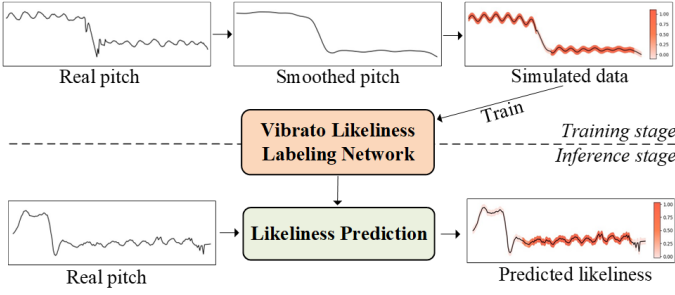 1.00
0.75
0.50
0.25
0.00
Real pitch
Smoothed pitch
Simulated data
Train
Vibrato Likeliness
Labeling Network
Training stage
Inference stage
1.00
0.75
0.50
0.25
0.00
Likeliness Prediction
Real pitch
Predicted likeliness